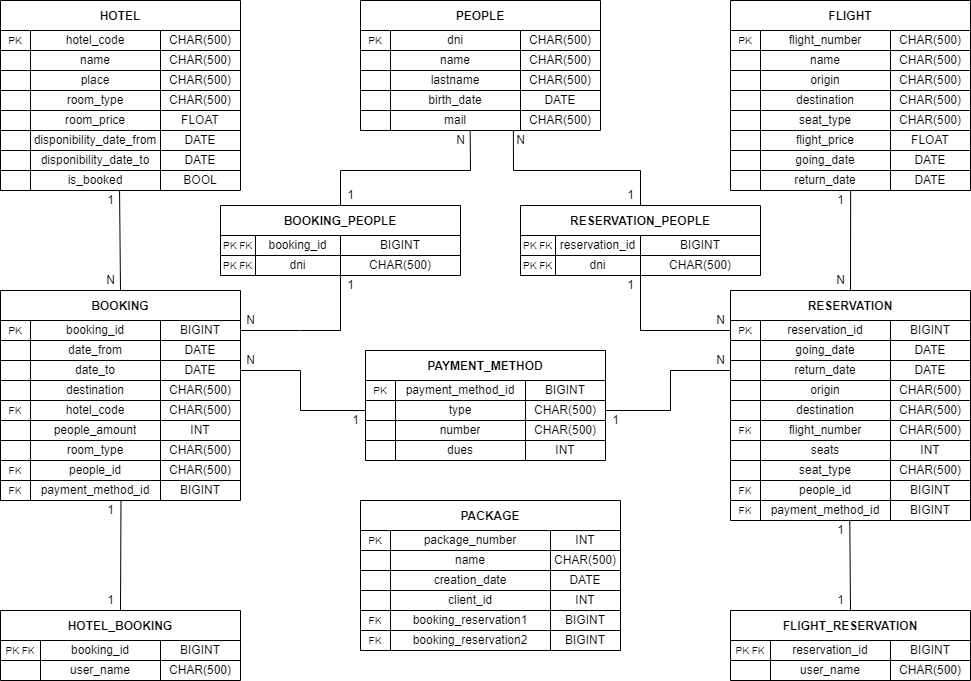 HOTEL
PK hotel_code CHAR(500)
name CHAR(500)
place CHAR(500)
room_type CHAR(500)
room_price FLOAT
disponibility_date_from DATE
disponibility_date_to DATE
is_booked BOOL
1
PEOPLE
PK dni CHAR(500)
name CHAR(500)
lastname CHAR(500)
birth_date DATE
mail CHAR(500)
N N
FLIGHT
PK flight_number CHAR(500)
name CHAR(500)
origin CHAR(500)
destination CHAR(500)
seat_type CHAR(500)
flight_price FLOAT
going_date DATE
return_date DATE
1
1
BOOKING_PEOPLE
PK FK booking_id BIGINT
PK FK dni CHAR(500)
1
1
RESERVATION_PEOPLE
PK FK reservation_id BIGINT
PK FK dni CHAR(500)
1
N
BOOKING
PK booking_id BIGINT
date_from DATE
date_to DATE
destination CHAR(500)
FK hotel_code CHAR(500)
people_amount INT
room_type CHAR(500)
FK people_id CHAR(500)
FK payment_method_id BIGINT
1
N
N
PAYMENT_METHOD
PK payment_method_id BIGINT
type CHAR(500)
number CHAR(500)
dues INT
1 1
N
N
N
RESERVATION
PK reservation_id BIGINT
going_date DATE
return_date DATE
origin CHAR(500)
destination CHAR(500)
FK flight_number CHAR(500)
seats INT
seat_type CHAR(500)
FK people_id BIGINT
FK payment_method_id BIGINT
1
PACKAGE
PK package_number INT
name CHAR(500)
creation_date DATE
client_id INT
FK booking_reservation1 BIGINT
FK booking_reservation2 BIGINT
1
HOTEL_BOOKING
PK FK booking_id BIGINT
user_name CHAR(500)
1
FLIGHT_RESERVATION
PK FK reservation_id BIGINT
user_name CHAR(500)